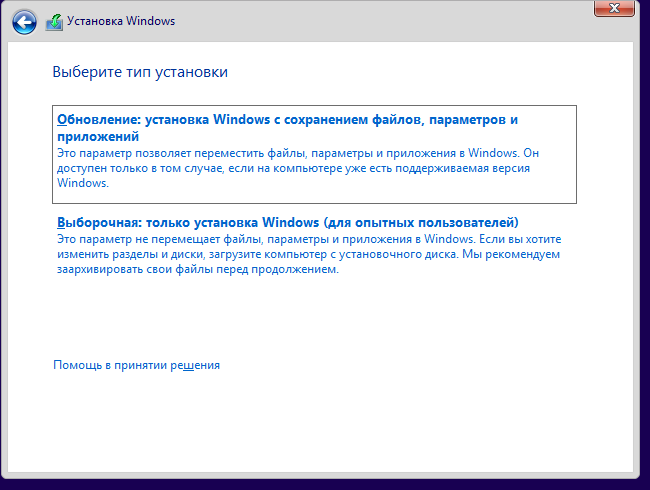 Установка Windows
Выберите тип установки
Обновление: установка Windows с сохранением файлов, параметров и
приложений
Это параметр позволяет переместить файлы, параметры и приложения в Windows. Он
доступен только в том случае, если на компьютере уже есть поддерживаемая версия
Windows.
Выборочная: только установка Windows (для опытных пользователей)
Это параметр не перемещает файлы, параметры и приложения в Windows. Если вы хотите
изменить разделы и диски, загрузите компьютер с установочного диска. Мы рекомендуем
заархивировать свои файлы перед продолжением.
Помощь в принятии решения